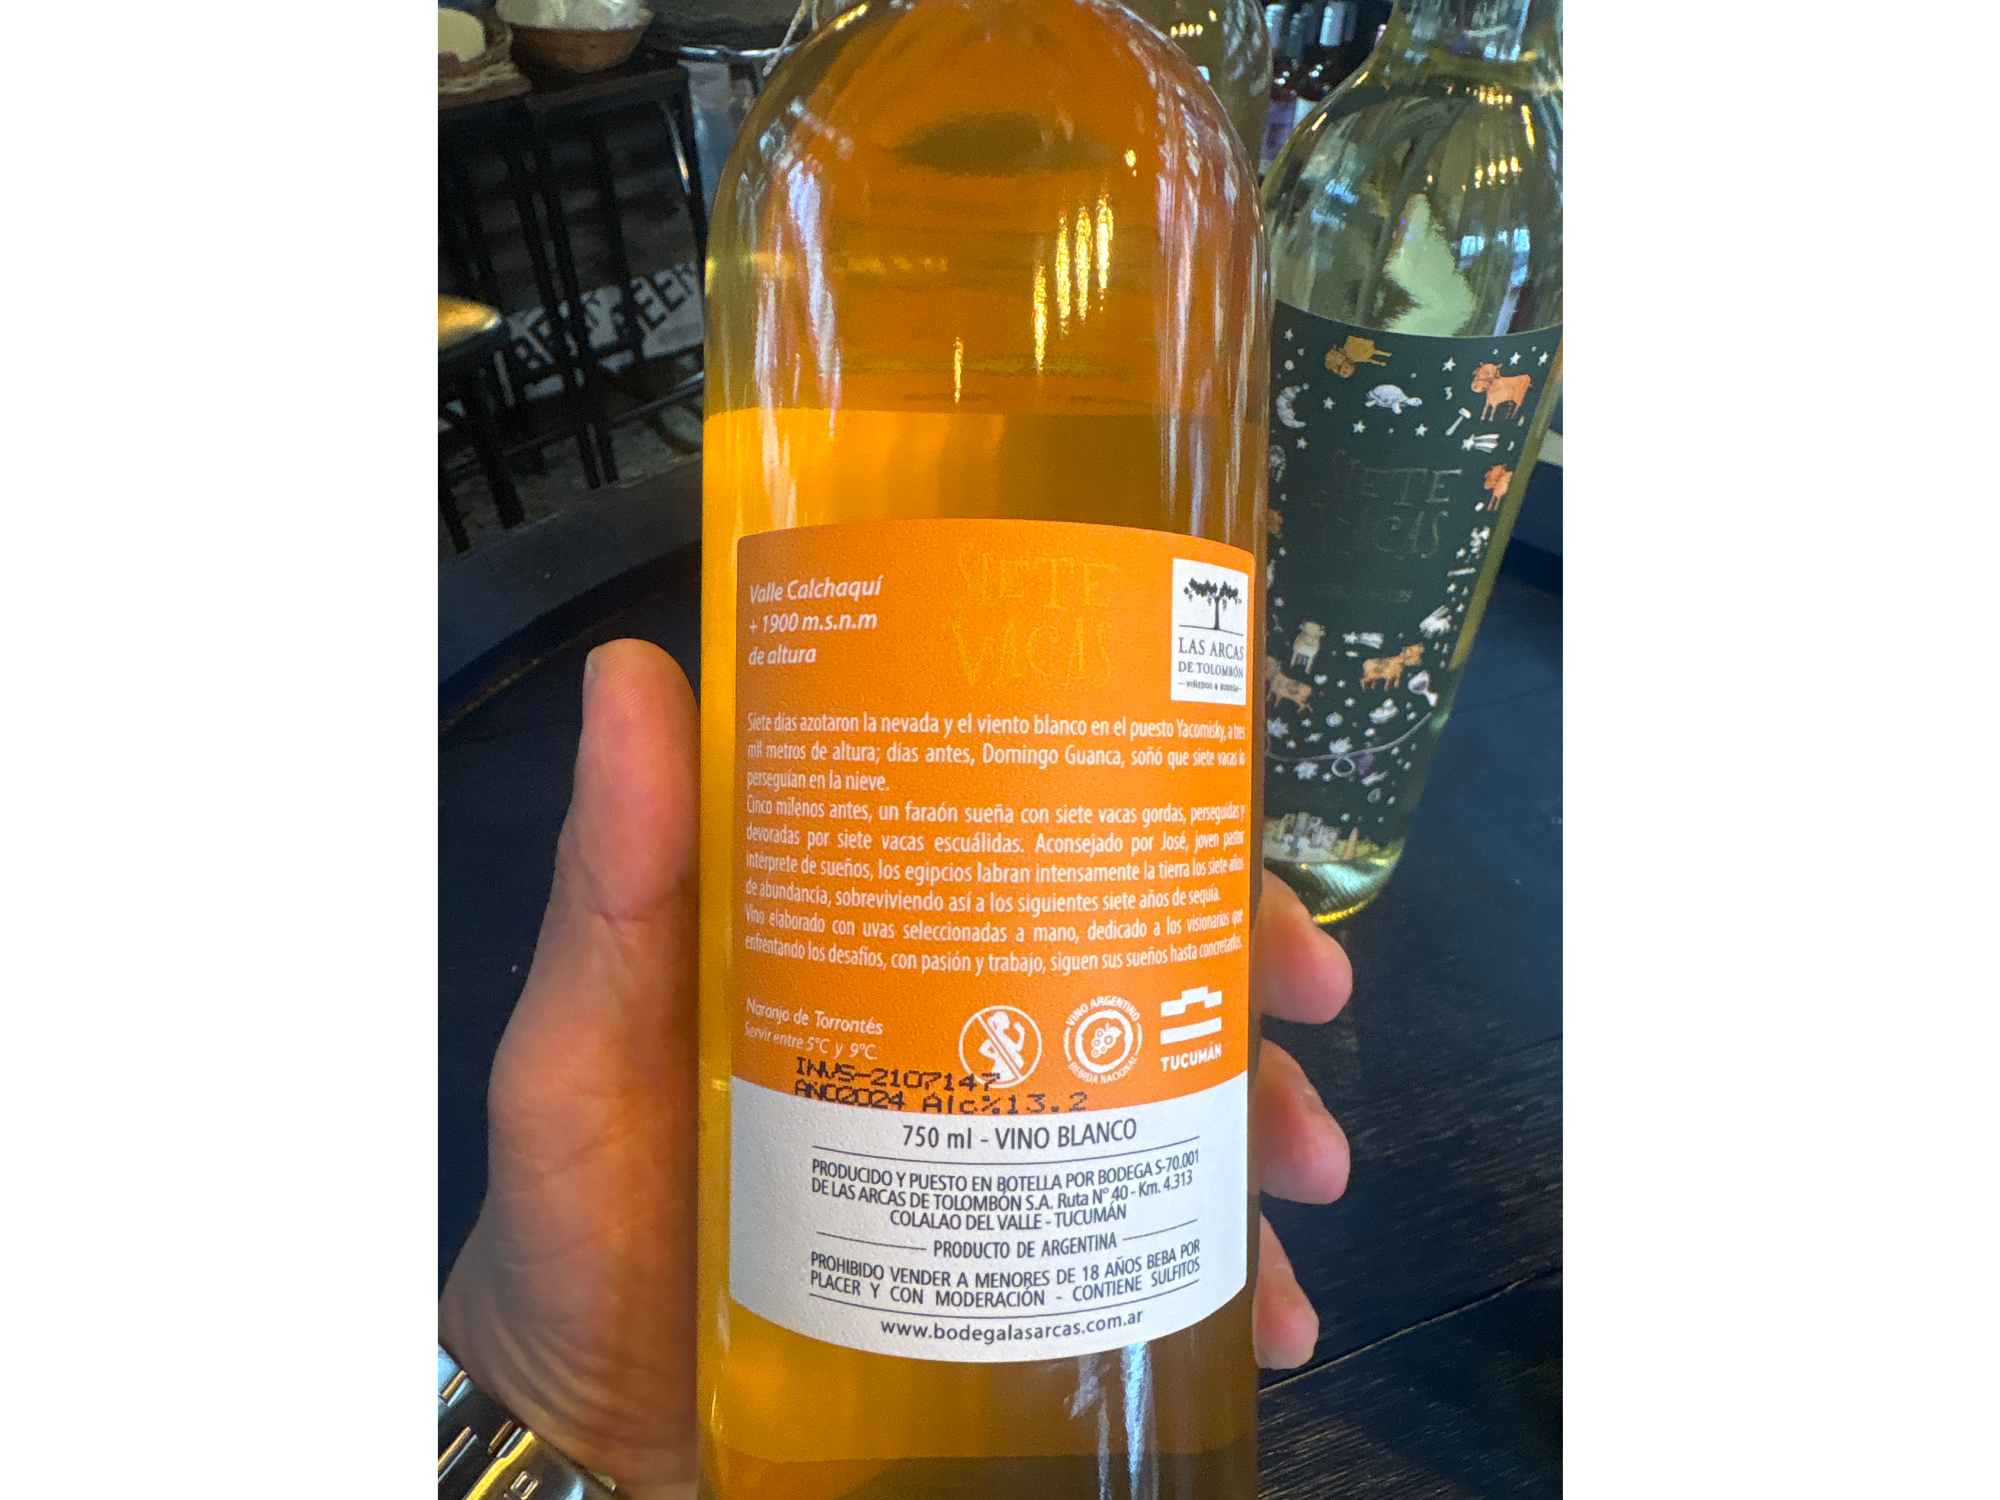 BEST BEER
Valle Calchaquí
+ 1900 m.s.n.m
de altura
SIETE
VACAS
LAS ARCAS
DE TOLOMBÓN
VIÑEDOS & BODEGA
Siete días azotaron la nevada y el viento blanco en el puesto Yacomisky, a tres
mil metros de altura; días antes, Domingo Guanca, soñó que siete vacas lo
perseguían en la nieve.
Cinco milenos antes, un faraón sueña con siete vacas gordas, perseguidas y
devoradas por siete vacas escuálidas. Aconsejado por José, joven pastor
intérprete de sueños, los egipcios labran intensamente la tierra los siete años
de abundancia, sobreviviendo así a los siguientes siete años de sequía.
Vino elaborado con uvas seleccionadas a mano, dedicado a los visionarios que
enfrentando los desafíos, con pasión y trabajo, siguen sus sueños hasta concretarlos.
Naranjo de Torrontés
Servir entre 5°C y 9°C
VINO ARGENTINO
BEBIDA NACIONAL
TUCUMÁN
INVS-2107147
ANO2024 Alc%13.2
750 ml - VINO BLANCO
PRODUCIDO Y PUESTO EN BOTELLA POR BODEGA S-70.001
DE LAS ARCAS DE TOLOMBÓN S.A. Ruta N° 40 - Km. 4.313
COLALAO DEL VALLE - TUCUMÁN
PRODUCTO DE ARGENTINA
PROHIBIDO VENDER A MENORES DE 18 AÑOS BEBA POR
PLACER Y CON MODERACIÓN - CONTIENE SULFITOS
www.bodegalasarcas.com.ar
SIETE
VACAS